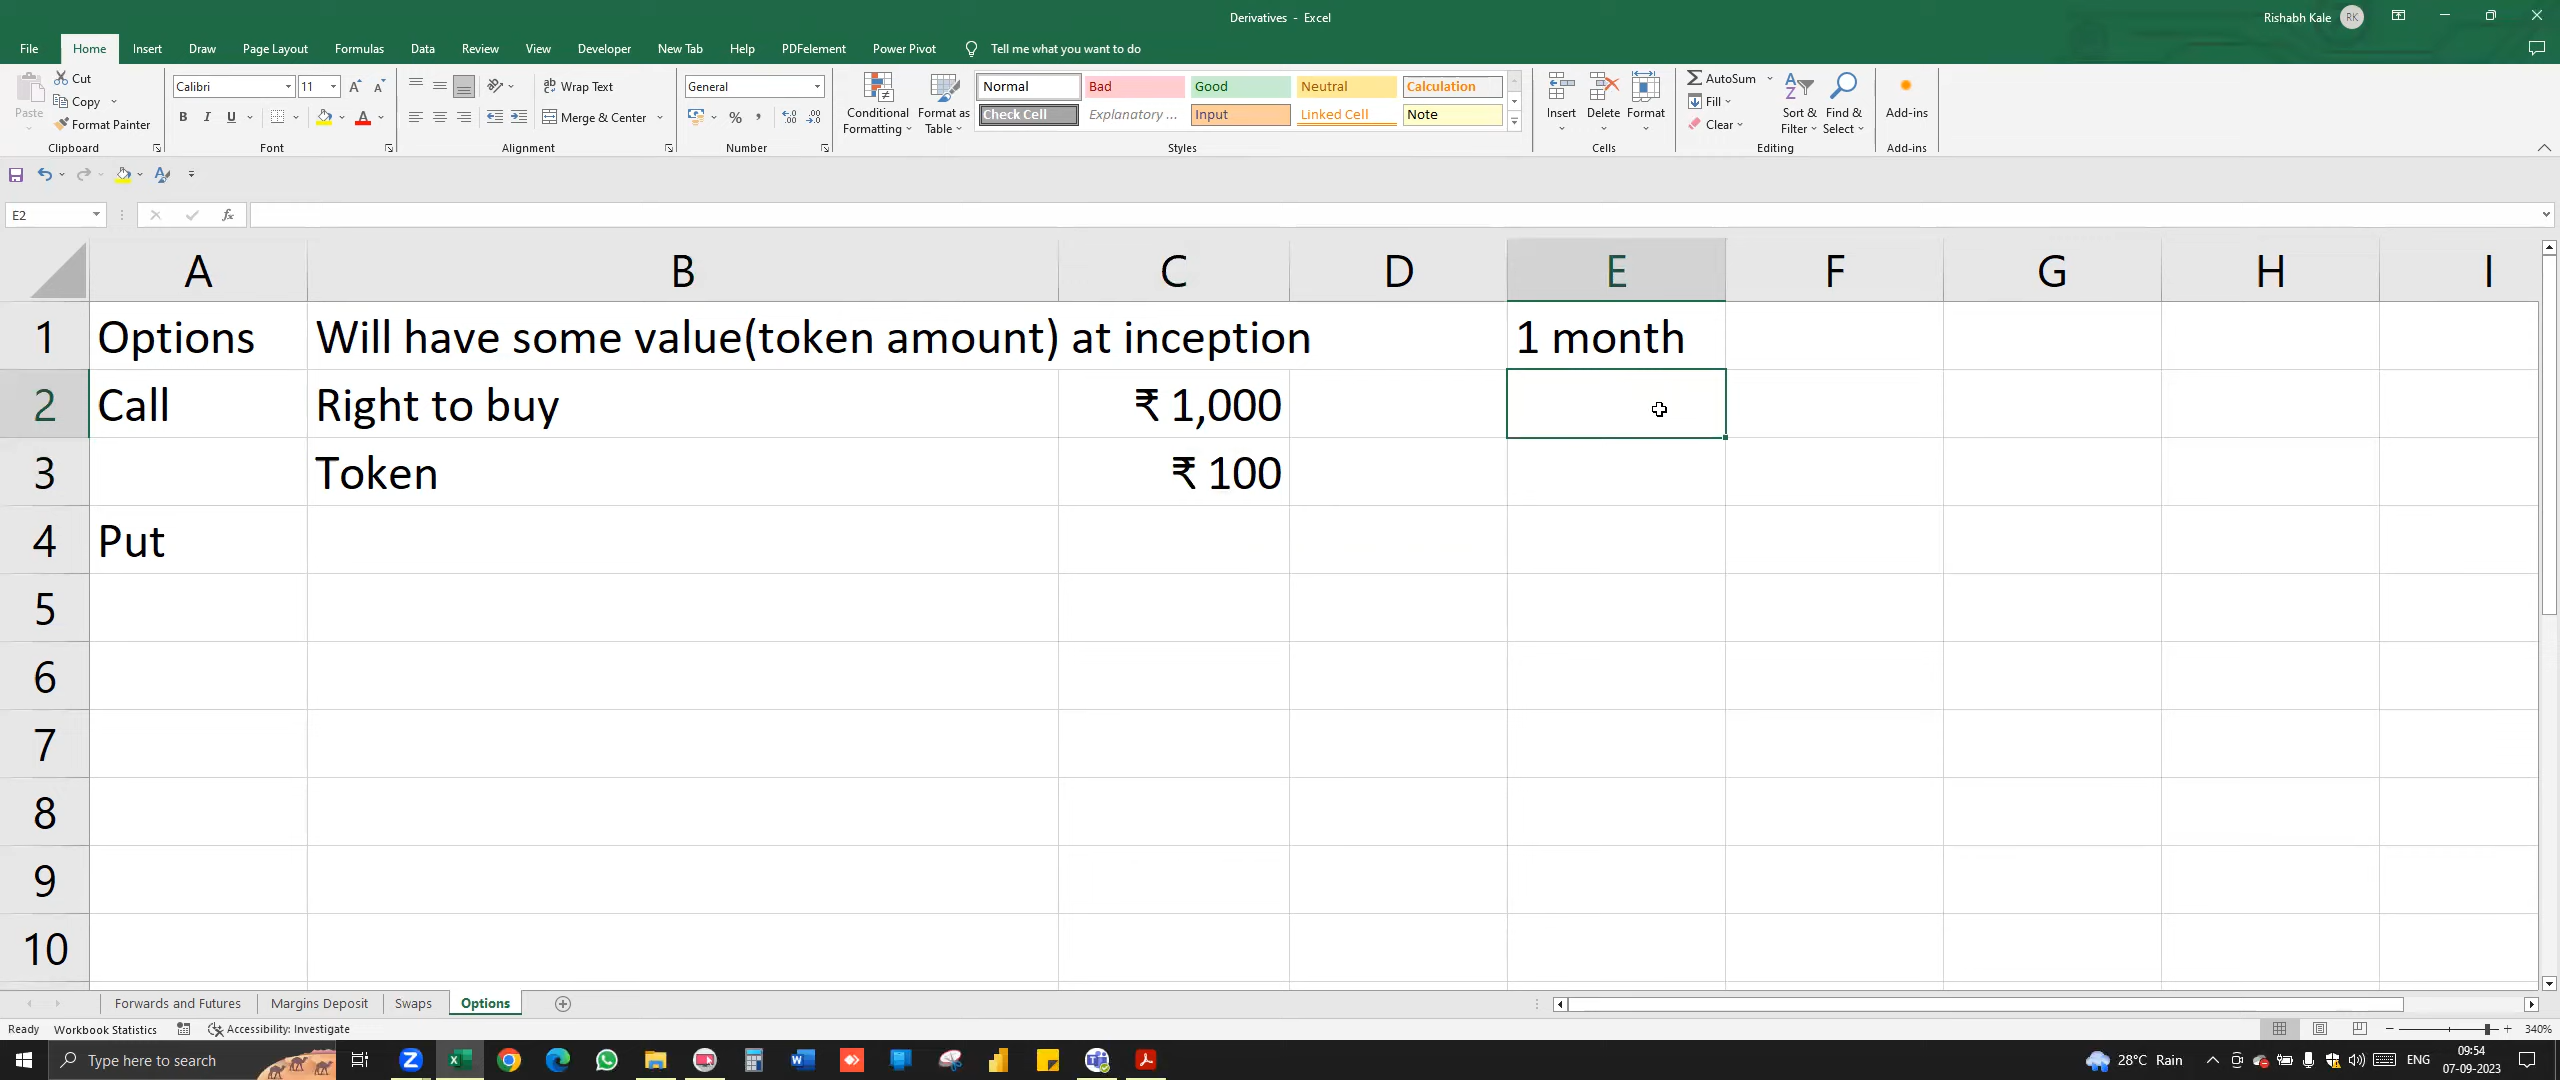 Derivatives - Excel
Rishabh Kale RK
File Home Insert Draw Page Layout Formulas Data Review View Developer New Tab Help PDFelement Power Pivot Tell me what you want to do
Paste
Cut
Copy
Format Painter
Clipboard
Calibri 11
B I U
Font
Wrap Text
Merge & Center
Alignment
General
Number
Conditional Formatting
Format as Table
Normal Bad Good Neutral Calculation
Check Cell Explanatory ... Input Linked Cell Note
Styles
Insert Delete Format
Cells
AutoSum
Fill
Clear
Sort & Filter
Find & Select
Editing
Add-ins
Add-ins
E2 fx
A B C D E F G H I
1 Options Will have some value(token amount) at inception 1 month
2 Call Right to buy ₹ 1,000
3 Token ₹ 100
4 Put
5
6
7
8
9
10
Forwards and Futures Margins Deposit Swaps Options
Ready Workbook Statistics Accessibility: Investigate 340%
Type here to search 28°C Rain ENG 09:54
07-09-2023